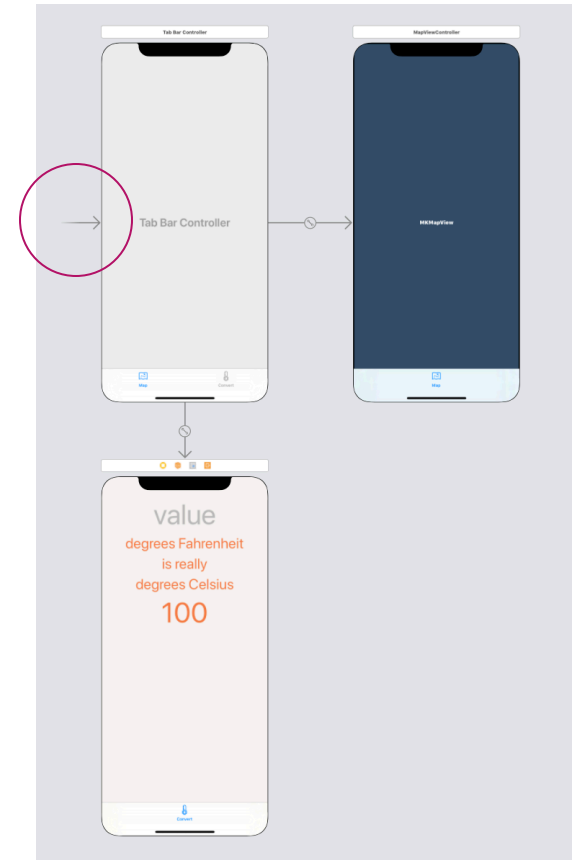 Tab Bar Controller
MapViewController
Tab Bar Controller
MKMapView
Map
Convert
Map
value
degrees Fahrenheit
is really
degrees Celsius
100
Convert